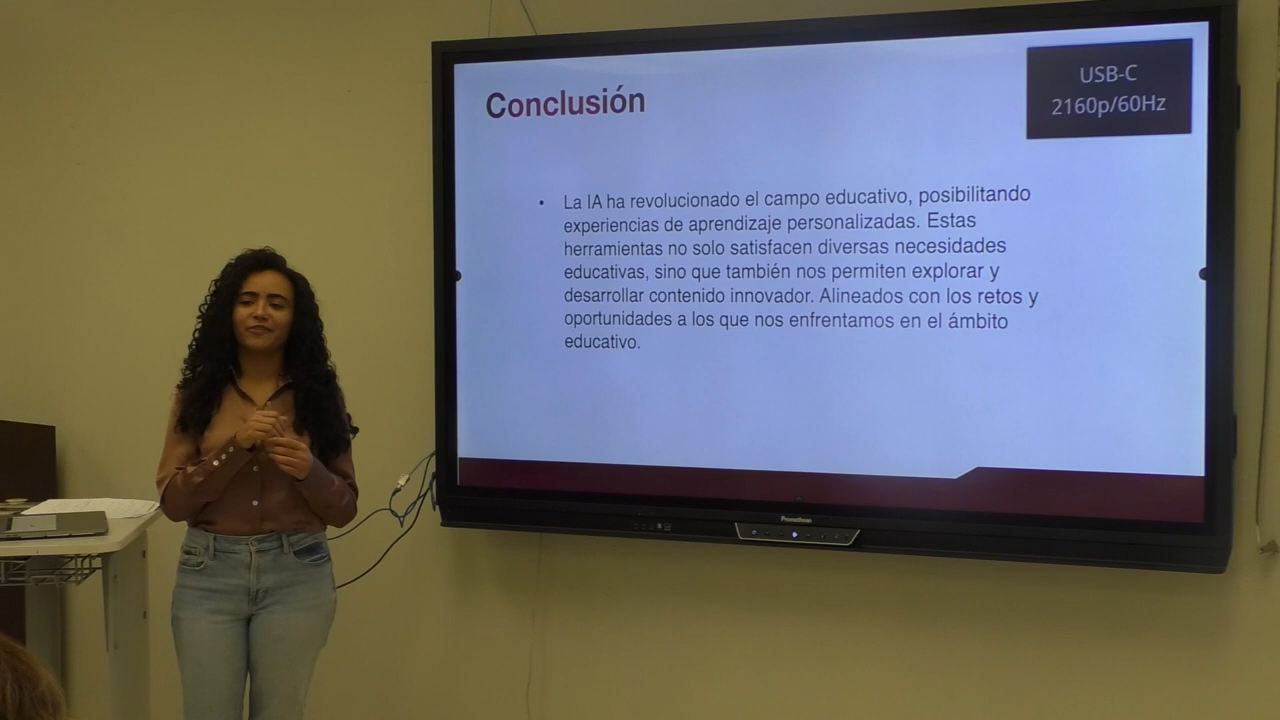 Conclusión
USB-C
2160p/60Hz
• La IA ha revolucionado el campo educativo, posibilitando
experiencias de aprendizaje personalizadas. Estas
herramientas no solo satisfacen diversas necesidades
educativas, sino que también nos permiten explorar y
desarrollar contenido innovador. Alineados con los retos y
oportunidades a los que nos enfrentamos en el ámbito
educativo.
Promethean